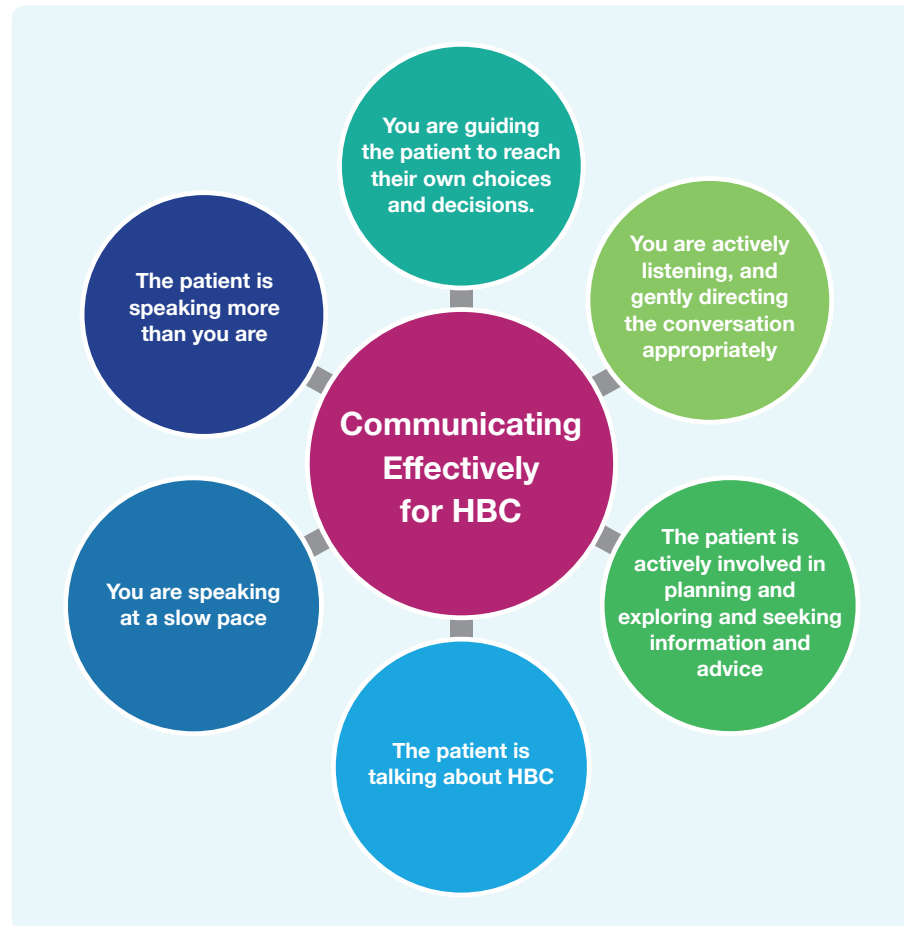 You are guiding
the patient to reach
their own choices
and decisions.
You are actively
listening, and
gently directing
the conversation
appropriately
The patient is
actively involved in
planning and
exploring and seeking
information and
advice
The patient is
talking about HBC
You are speaking
at a slow pace
The patient is
speaking more
than you are
Communicating
Effectively
for HBC